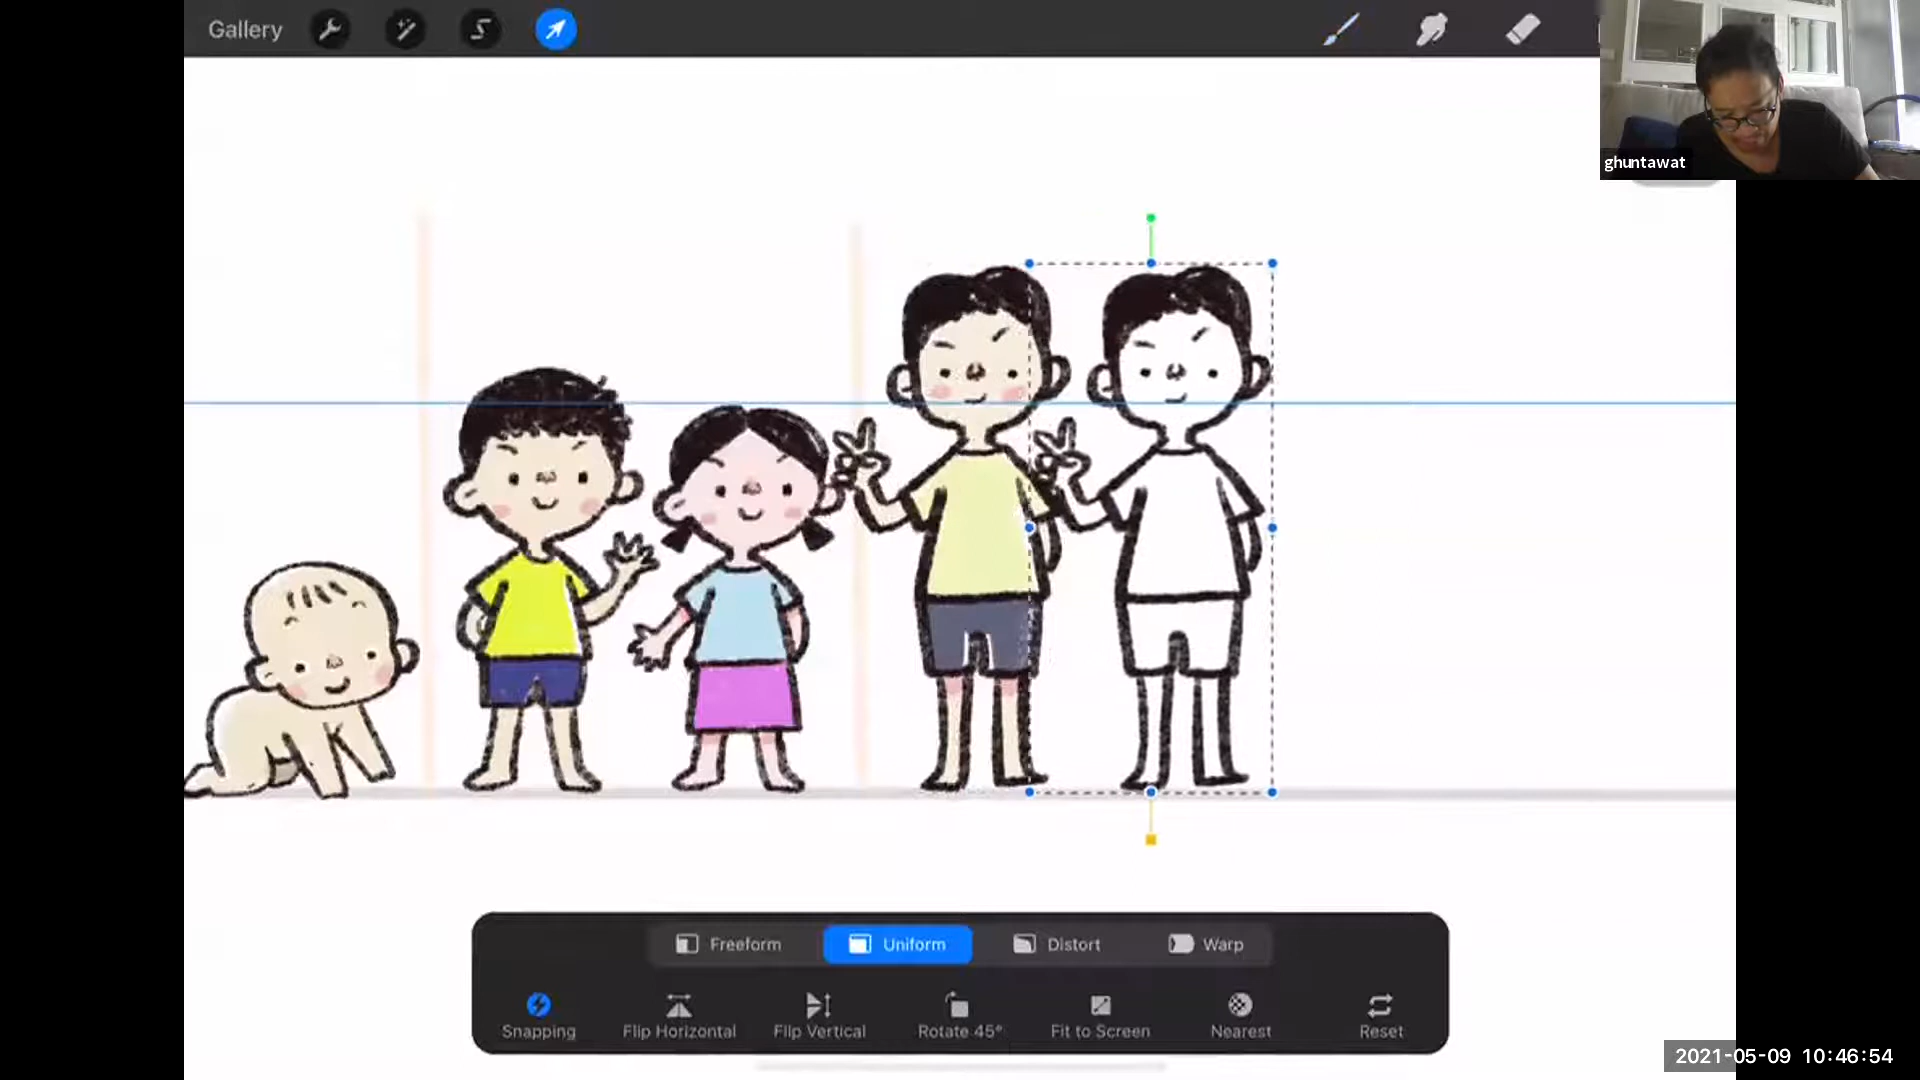 Gallery
ghuntawat
Freeform Uniform Distort Warp
Snapping Flip Horizontal Flip Vertical Rotate 45° Fit to Screen Nearest Reset
2021-05-09 10:46:54